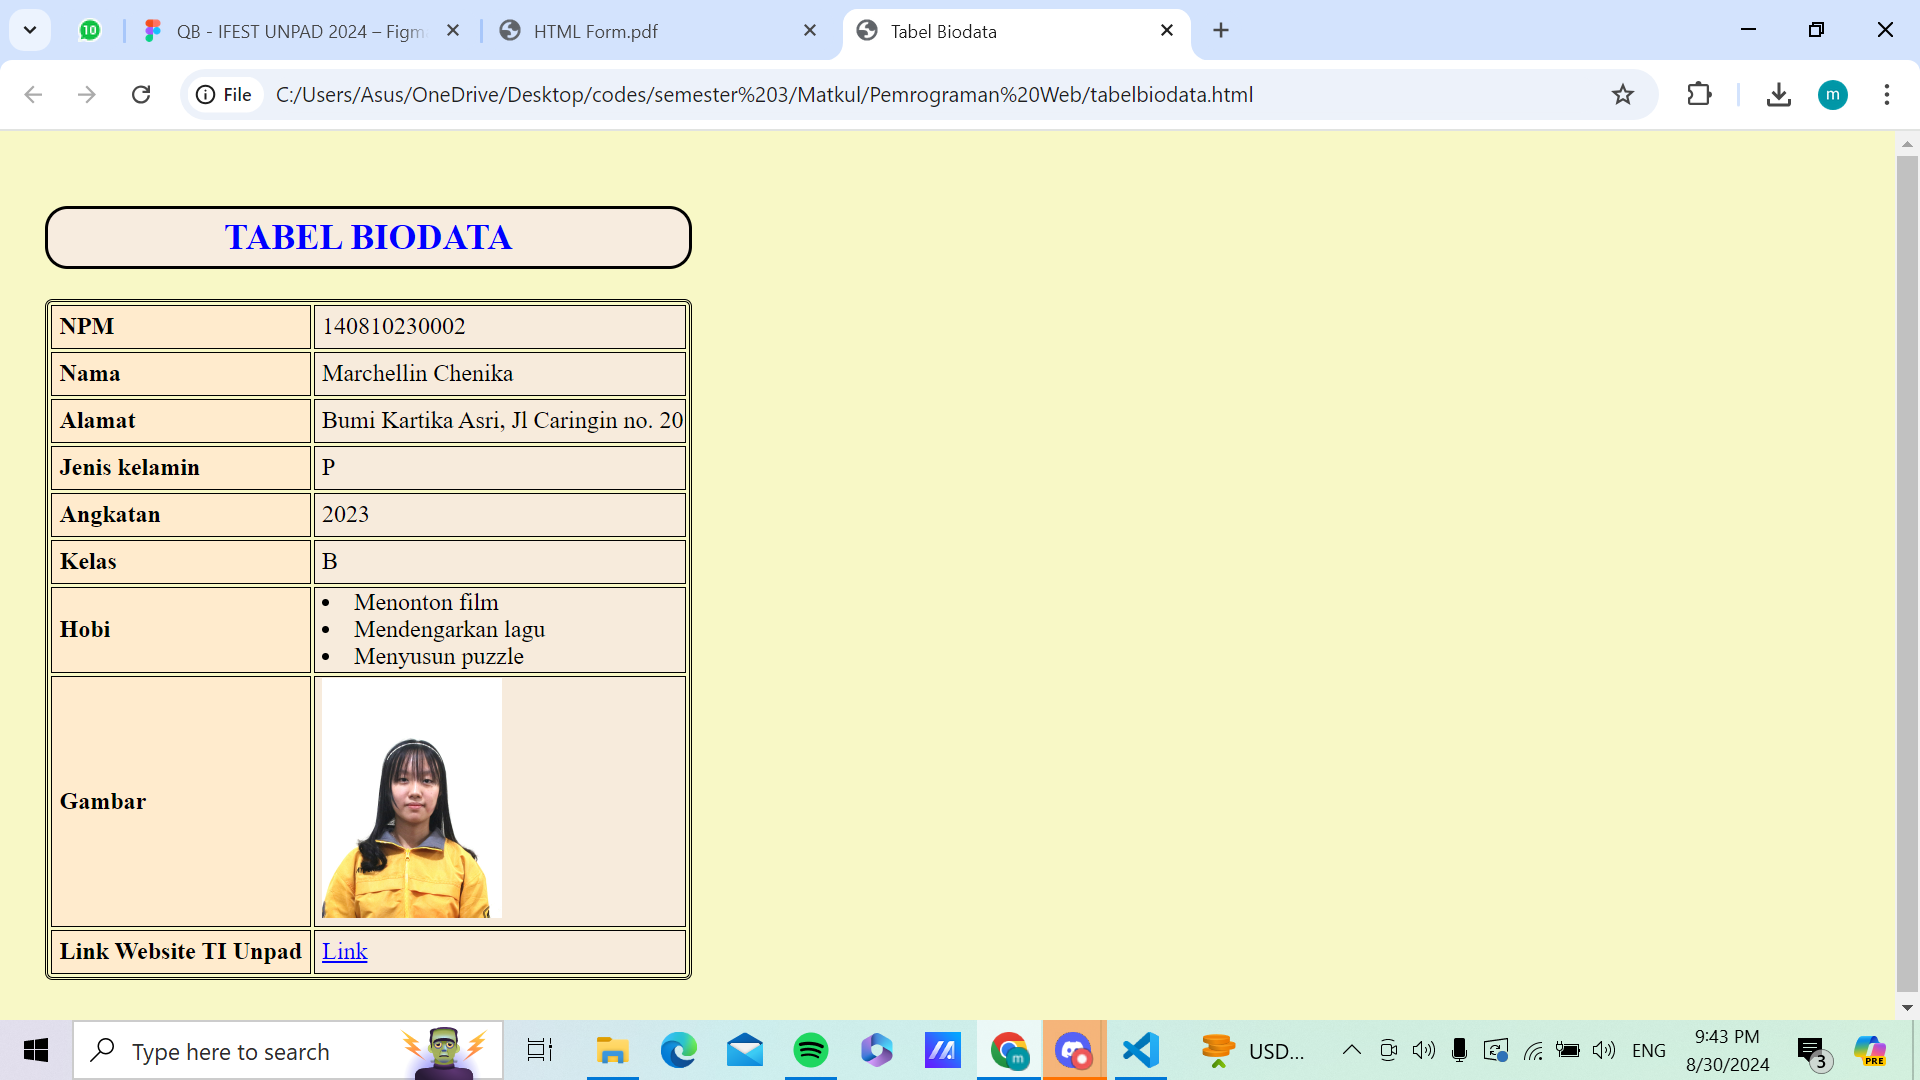 10
QB - IFEST UNPAD 2024 – Figm
HTML Form.pdf
Tabel Biodata
File
C:/Users/Asus/OneDrive/Desktop/codes/semester%203/Matkul/Pemrograman%20Web/tabelbiodata.html
m
TABEL BIODATA
NPM 140810230002
Nama Marchellin Chenika
Alamat Bumi Kartika Asri, Jl Caringin no. 20
Jenis kelamin P
Angkatan 2023
Kelas B
Hobi
• Menonton film
• Mendengarkan lagu
• Menyusun puzzle
Gambar
Link Website TI Unpad Link
Type here to search
m
USD...
ENG
9:43 PM
8/30/2024
3
PRE